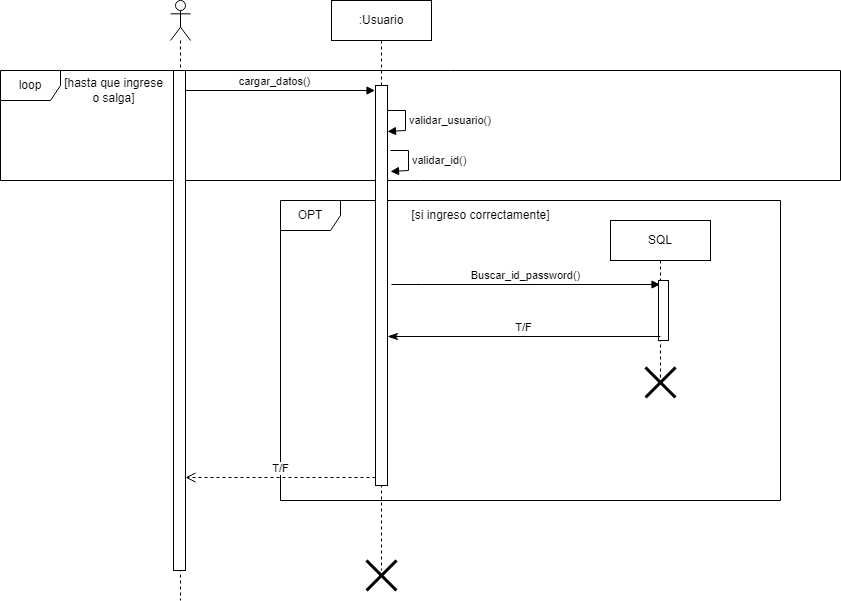 :Usuario
loop
[hasta que ingrese
o salga]
cargar_datos()
validar_usuario()
validar_id()
OPT
[si ingreso correctamente]
SQL
Buscar_id_password()
T/F
T/F